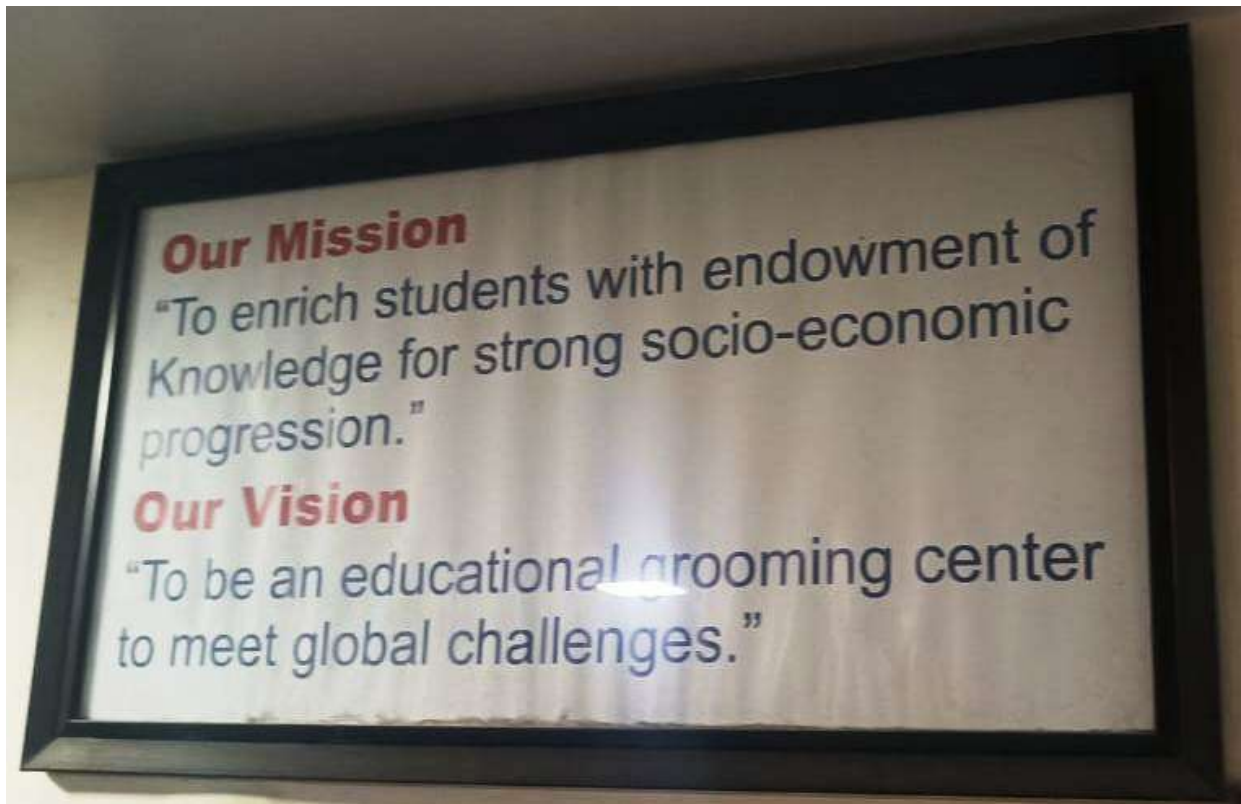 Our Mission
“To enrich students with endowment of
Knowledge for strong socio-economic
progression.”
Our Vision
“To be an educational grooming center
to meet global challenges.”